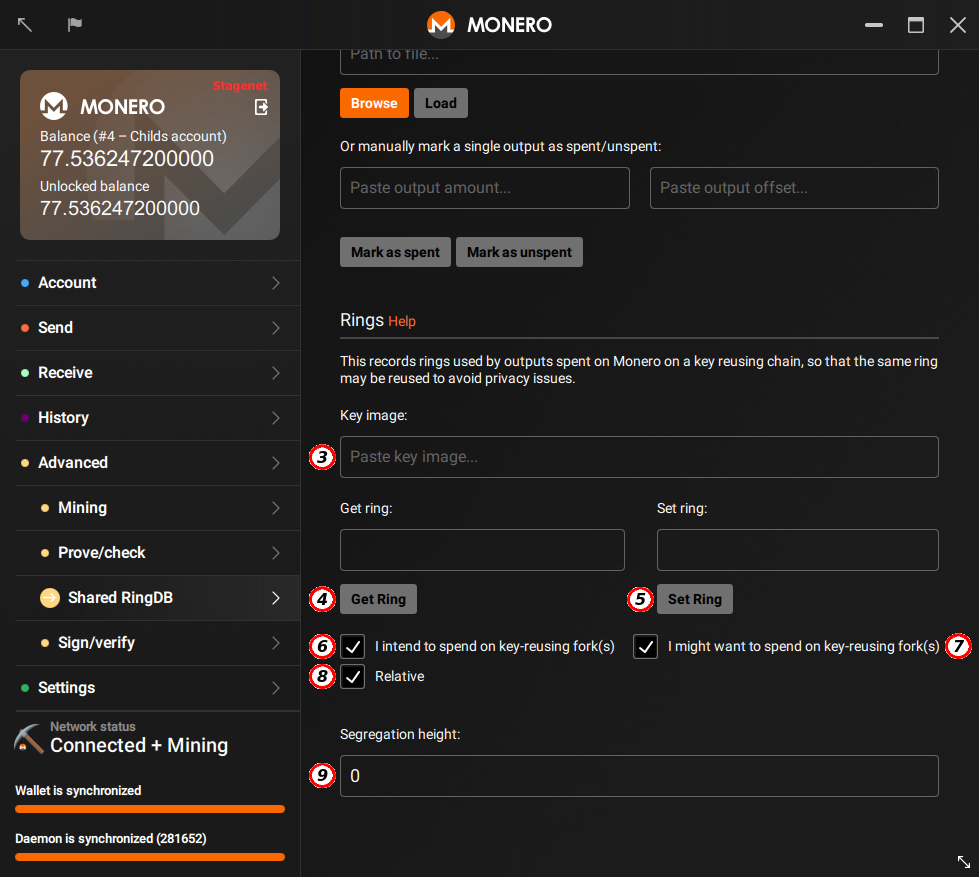 MONERO
Stagenet
MONERO
Balance (#4 – Childs account)
77.536247200000
Unlocked balance
77.536247200000
Account
Send
Receive
History
Advanced
Mining
Prove/check
Shared RingDB
Sign/verify
Settings
Network status
Connected + Mining
Wallet is synchronized
Daemon is synchronized (281652)
Path to file...
Browse Load
Or manually mark a single output as spent/unspent:
Paste output amount... Paste output offset...
Mark as spent Mark as unspent
Rings Help
This records rings used by outputs spent on Monero on a key reusing chain, so that the same ring
may be reused to avoid privacy issues.
Key image:
3 Paste key image...
Get ring: Set ring:
4 Get Ring 5 Set Ring
6 I intend to spend on key-reusing fork(s) I might want to spend on key-reusing fork(s) 7
8 Relative
Segregation height:
9 0